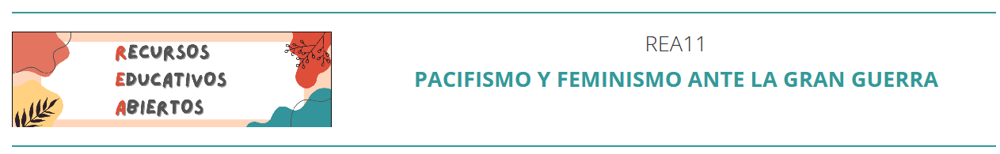 RECURSOS
EDUCATIVOS
ABIERTOS
REA11
PACIFISMO Y FEMINISMO ANTE LA GRAN GUERRA